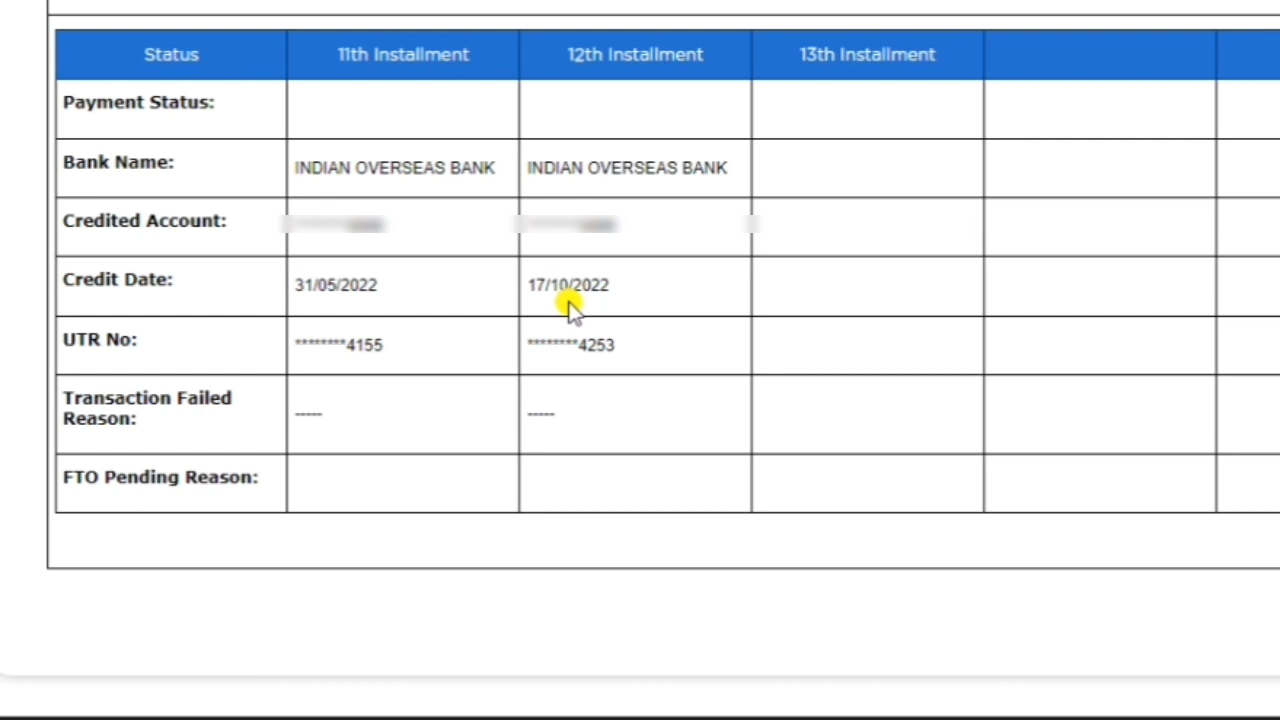 Status 11th Installment 12th Installment 13th Installment
Payment Status:
Bank Name: INDIAN OVERSEAS BANK INDIAN OVERSEAS BANK
Credited Account:
Credit Date: 31/05/2022 17/10/2022
UTR No: ********4155 ********4253
Transaction Failed
Reason: ----- -----
FTO Pending Reason: